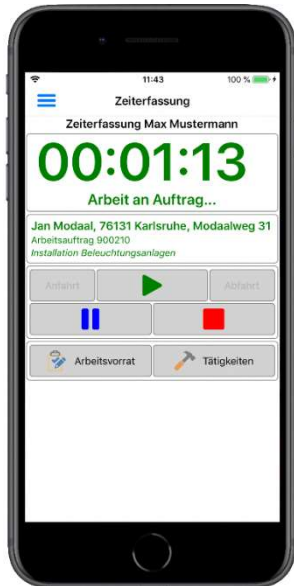 11:43
100 %
Zeiterfassung
Zeiterfassung Max Mustermann
00:01:13
Arbeit an Auftrag...
Jan Modaal, 76131 Karlsruhe, Modaalweg 31
Arbeitsauftrag 900210
Installation Beleuchtungsanlagen
Anfahrt
Abfahrt
Arbeitsvorrat
Tätigkeiten